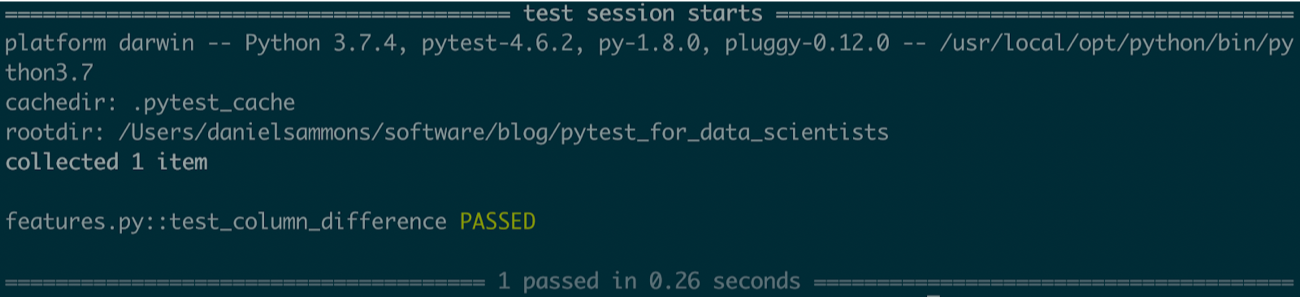 ======================================== test session starts =========================================
platform darwin -- Python 3.7.4, pytest-4.6.2, py-1.8.0, pluggy-0.12.0 -- /usr/local/opt/python/bin/py
thon3.7
cachedir: .pytest_cache
rootdir: /Users/danielsammons/software/blog/pytest_for_data_scientists
collected 1 item
features.py::test_column_difference PASSED
====================================== 1 passed in 0.26 seconds ======================================